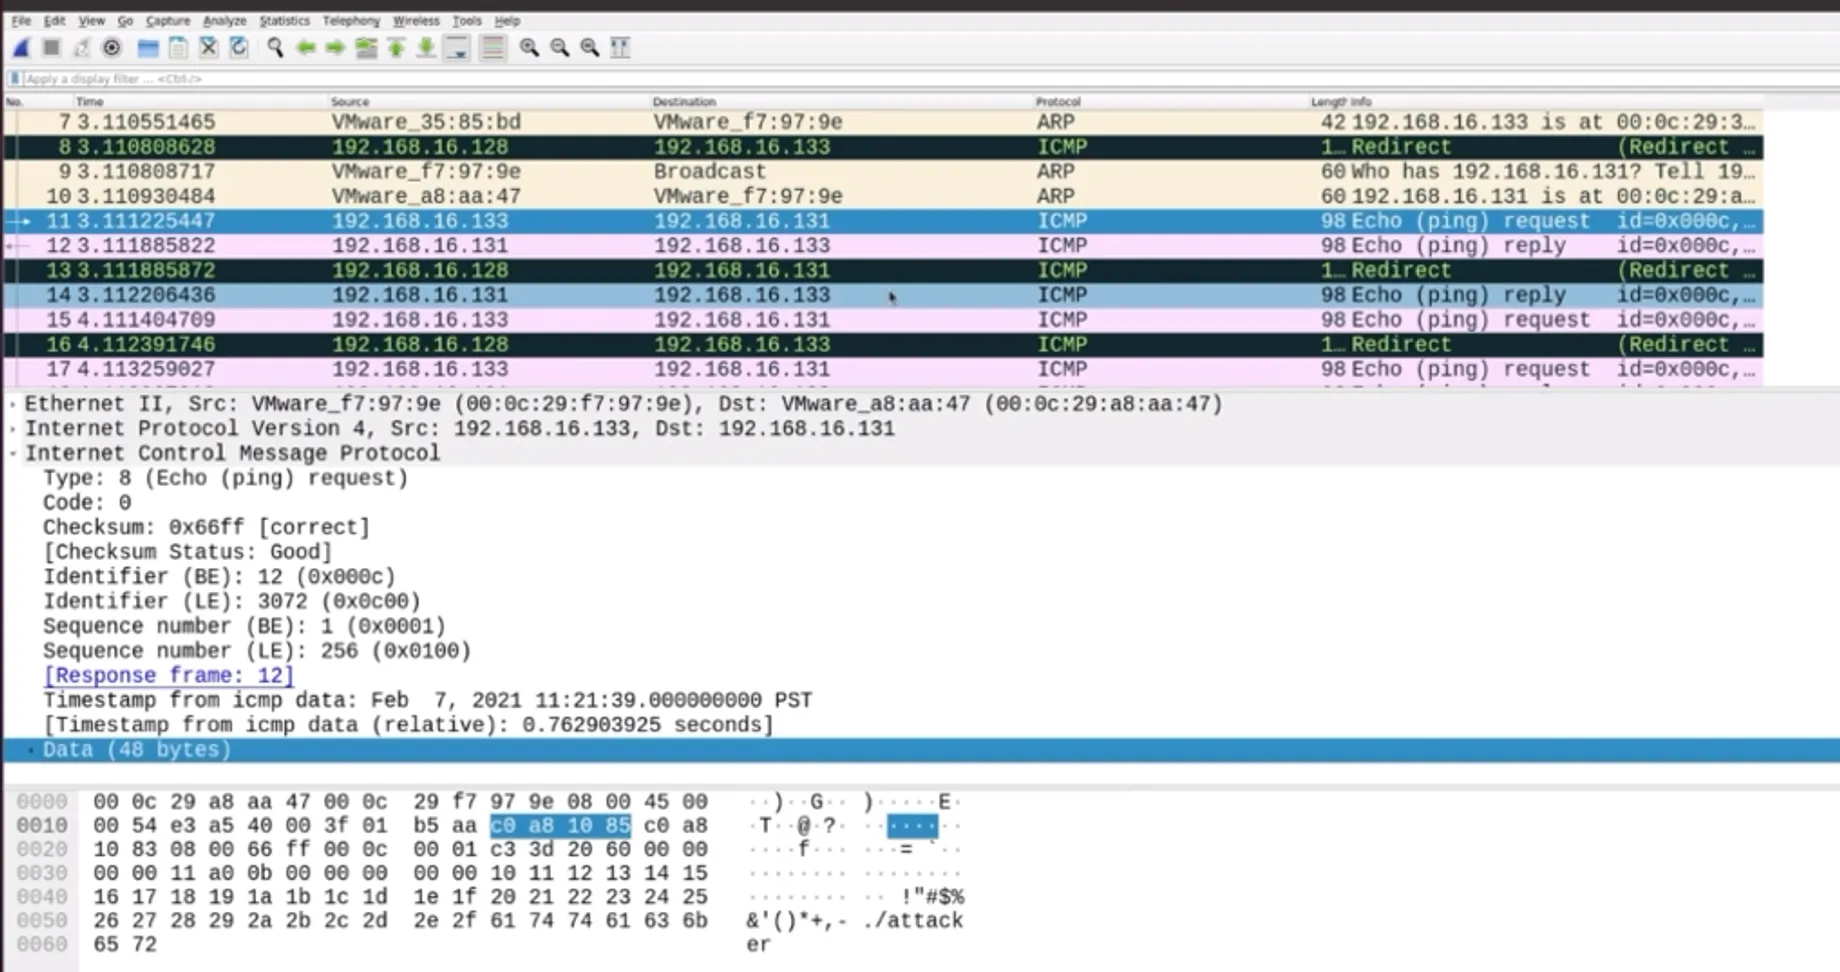 File Edit View Go Capture Analyze Statistics Telephony Wireless Tools Help
Apply a display filter ... <Ctrl-/>
No. Time Source Destination Protocol Length Info
7 3.110551465 VMware_35:85:bd VMware_f7:97:9e ARP 42 192.168.16.133 is at 00:0c:29:3…
8 3.110808628 192.168.16.128 192.168.16.133 ICMP 1… Redirect (Redirect …
9 3.110808717 VMware_f7:97:9e Broadcast ARP 60 Who has 192.168.16.131? Tell 19…
10 3.110930484 VMware_a8:aa:47 VMware_f7:97:9e ARP 60 192.168.16.131 is at 00:0c:29:a…
11 3.111225447 192.168.16.133 192.168.16.131 ICMP 98 Echo (ping) request id=0x000c,…
12 3.111885822 192.168.16.131 192.168.16.133 ICMP 98 Echo (ping) reply id=0x000c,…
13 3.111885872 192.168.16.128 192.168.16.131 ICMP 1… Redirect (Redirect …
14 3.112206436 192.168.16.131 192.168.16.133 ICMP 98 Echo (ping) reply id=0x000c,…
15 4.111404709 192.168.16.133 192.168.16.131 ICMP 98 Echo (ping) request id=0x000c,…
16 4.112391746 192.168.16.128 192.168.16.133 ICMP 1… Redirect (Redirect …
17 4.113259027 192.168.16.133 192.168.16.131 ICMP 98 Echo (ping) request id=0x000c,…
Ethernet II, Src: VMware_f7:97:9e (00:0c:29:f7:97:9e), Dst: VMware_a8:aa:47 (00:0c:29:a8:aa:47)
Internet Protocol Version 4, Src: 192.168.16.133, Dst: 192.168.16.131
Internet Control Message Protocol
Type: 8 (Echo (ping) request)
Code: 0
Checksum: 0x66ff [correct]
[Checksum Status: Good]
Identifier (BE): 12 (0x000c)
Identifier (LE): 3072 (0x0c00)
Sequence number (BE): 1 (0x0001)
Sequence number (LE): 256 (0x0100)
[Response frame: 12]
Timestamp from icmp data: Feb  7, 2021 11:21:39.000000000 PST
[Timestamp from icmp data (relative): 0.762903925 seconds]
Data (48 bytes)
0000 00 0c 29 a8 aa 47 00 0c 29 f7 97 9e 08 00 45 00 ··)··G·· )·····E·
0010 00 54 e3 a5 40 00 3f 01 b5 aa c0 a8 10 85 c0 a8 ·T··@·?· ········
0020 10 83 08 00 66 ff 00 0c 00 01 c3 3d 20 60 00 00 ····f··· ···= `··
0030 00 00 11 a0 0b 00 00 00 00 00 10 11 12 13 14 15 ········ ········
0040 16 17 18 19 1a 1b 1c 1d 1e 1f 20 21 22 23 24 25 ········ ·· !"#$%
0050 26 27 28 29 2a 2b 2c 2d 2e 2f 61 74 74 61 63 6b &'()*+,- ./attack
0060 65 72 er